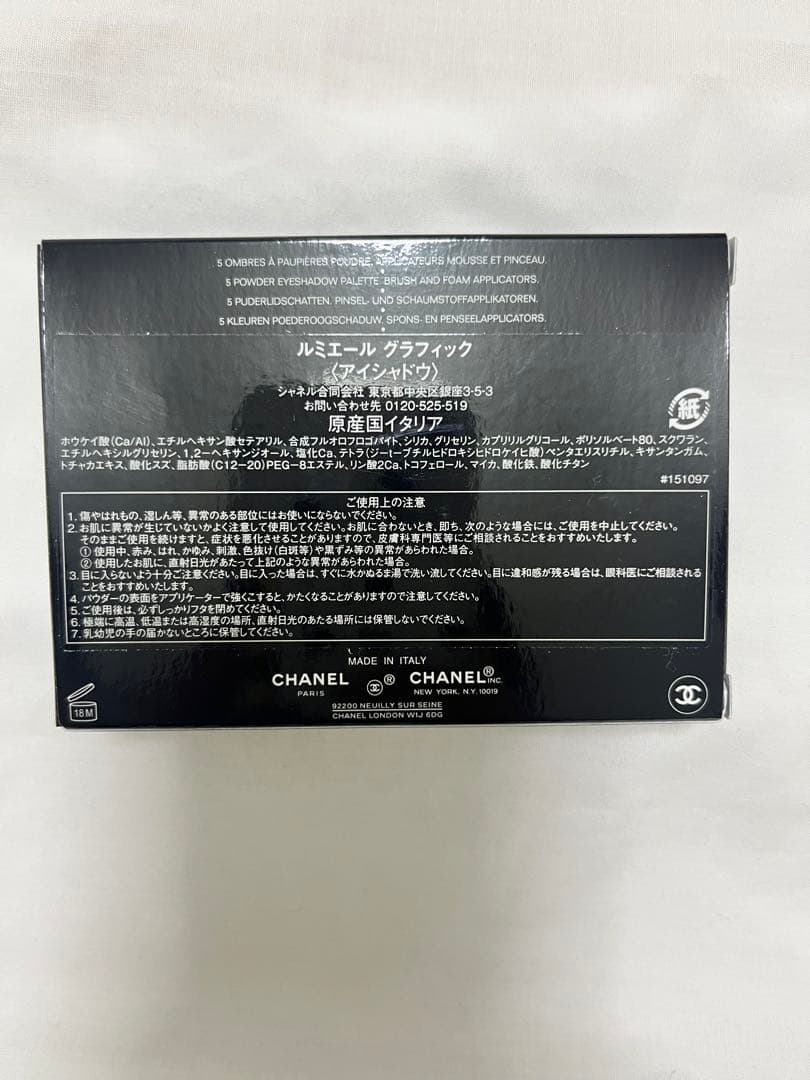 5 OMBRES À PAUPIÈRES POUDRE, APPLICATEURS MOUSSE ET PINCEAU.
5 POWDER EYESHADOW PALETTE. BRUSH AND FOAM APPLICATORS.
5 PUDERLIDSCHATTEN. PINSEL- UND SCHAUMSTOFFAPPLIKATOREN.
5 KLEUREN POEDEROOGSCHADUW, SPONS- EN PENSEELAPPLICATORS.
ルミエール グラフィック
〈アイシャドウ〉
シャネル合同会社 東京都中央区銀座3-5-3
お問い合わせ先 0120-525-519
原産国イタリア
紙
ホウケイ酸(Ca/Al)、エチルヘキサン酸セテアリル、合成フルオロフロゴパイト、シリカ、グリセリン、カプリリルグリコール、ポリソルベート80、スクワラン、
エチルヘキシルグリセリン、1,2-ヘキサンジオール、塩化Ca、テトラ(ジ-t-ブチルヒドロキシヒドロケイヒ酸)ペンタエリスリチル、キサンタンガム、
トチャカエキス、酸化スズ、脂肪酸(C12-20)PEG-8エステル、リン酸2Ca、トコフェロール、マイカ、酸化鉄、酸化チタン
#151097
ご使用上の注意
1. 傷やはれもの、湿しん等、異常のある部位にはお使いにならないでください。
2. お肌に異常が生じていないかよく注意して使用してください。お肌に合わないとき、即ち、次のような場合には、ご使用を中止してください。
そのままご使用を続けますと、症状を悪化させることがありますので、皮膚科専門医等にご相談されることをおすすめいたします。
① 使用中、赤み、はれ、かゆみ、刺激、色抜け(白斑等)や黒ずみ等の異常があらわれた場合。
② 使用したお肌に、直射日光があたって上記のような異常があらわれた場合。
3. 目に入らないよう十分ご注意ください。目に入った場合は、すぐに水かぬるま湯で洗い流してください。目に違和感が残る場合は、眼科医にご相談される
ことをおすすめいたします。
4. パウダーの表面をアプリケーターで強くこすると、かたくなることがありますので注意してください。
5. ご使用後は、必ずしっかりフタを閉めてください。
6. 極端に高温、低温または高湿度の場所、直射日光のあたる場所には保管しないでください。
7. 乳幼児の手の届かないところに保管してください。
MADE IN ITALY
CHANEL ® CHANEL® INC.
PARIS NEW YORK, N.Y. 10019
92200 NEUILLY SUR SEINE
CHANEL LONDON W1J 6DG
18M